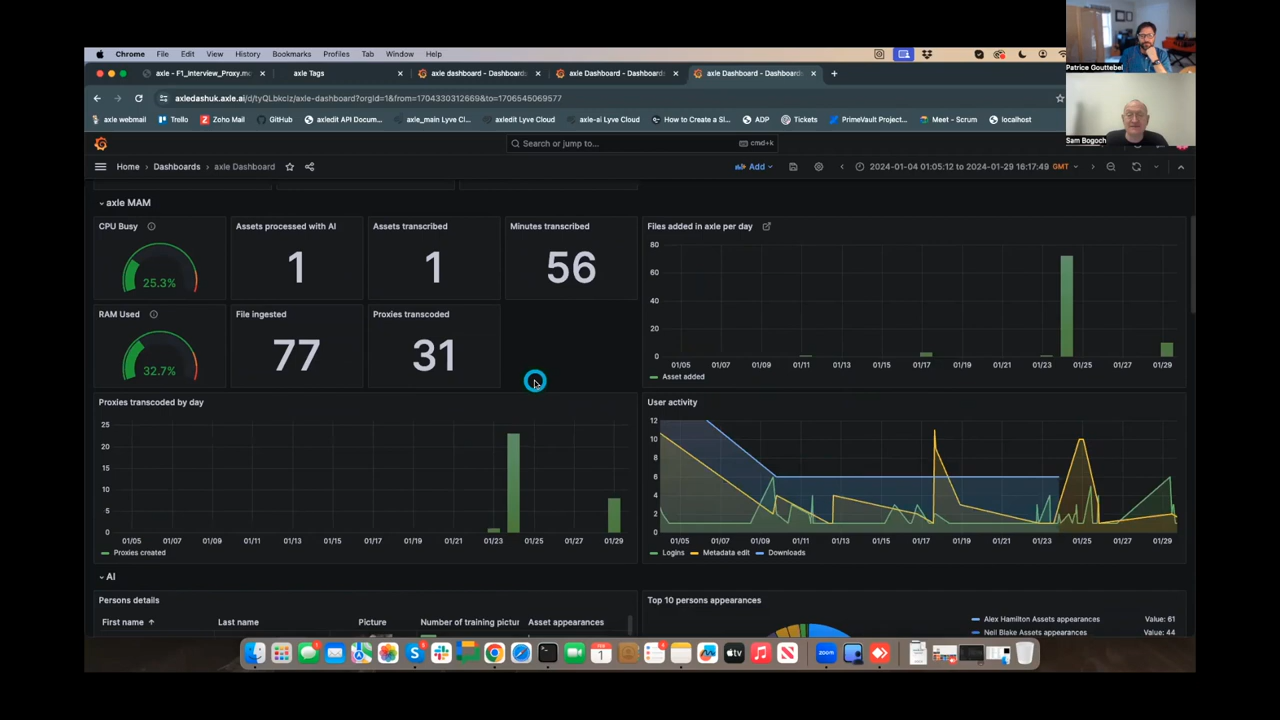 Chrome File Edit View History Bookmarks Profiles Tab Window Help
axle - F1_Interview_Proxy.mo axle Tags axle dashboard - Dashboards axle Dashboard - Dashboards axle Dashboard - Dashboards
axledashuk.axle.ai/d/tyQLbkciz/axle-dashboard?orgId=1&from=1704330312669&to=1706545069577
axle webmail Trello Zoho Mail GitHub axledit API Docum... axle_main Lyve Cl... axledit Lyve Cloud axle-ai Lyve Cloud How to Create a Sl... ADP Tickets PrimeVault Project... Meet - Scrum localhost
Patrice Gouttebel
Sam Bogoch
Search or jump to... cmd+k
Home Dashboards axle Dashboard Add 2024-01-04 01:05:12 to 2024-01-29 16:17:49 GMT
axle MAM
CPU Busy Assets processed with AI Assets transcribed Minutes transcribed
25.3% 1 1 56
RAM Used File ingested Proxies transcoded
32.7% 77 31
Files added in axle per day
80
60
40
20
0
01/05 01/07 01/09 01/11 01/13 01/15 01/17 01/19 01/21 01/23 01/25 01/27 01/29
Asset added
Proxies transcoded by day
25
20
15
10
5
0
01/05 01/07 01/09 01/11 01/13 01/15 01/17 01/19 01/21 01/23 01/25 01/27 01/29
Proxies created
User activity
12
10
8
6
4
2
0
01/05 01/07 01/09 01/11 01/13 01/15 01/17 01/19 01/21 01/23 01/25 01/27 01/29
Logins Metadata edit Downloads
AI
Persons details
First name Last name Picture Number of training pictur Asset appearances
Top 10 persons appearances
Alex Hamilton Assets appearances Value: 61
Neil Blake Assets appearances Value: 44